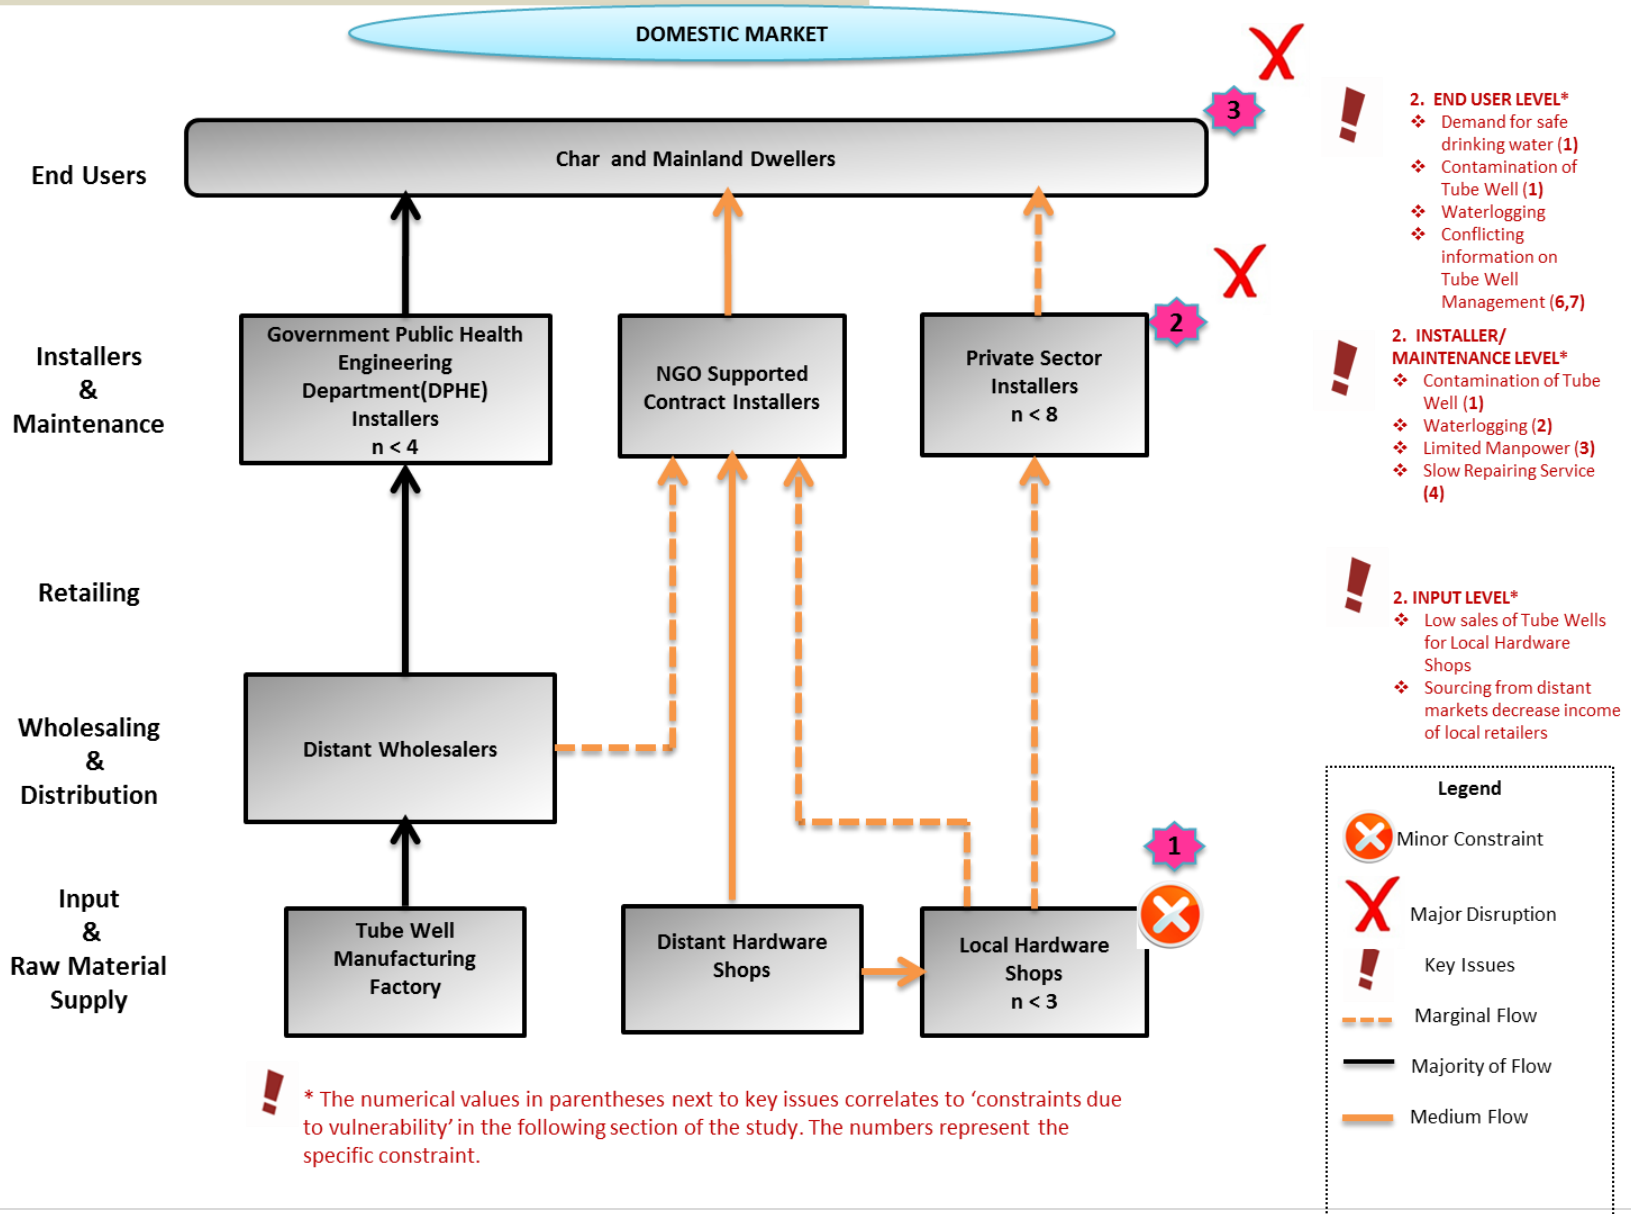 DOMESTIC MARKET
3
End Users
Char and Mainland Dwellers
2. END USER LEVEL*
❖ Demand for safe
drinking water (1)
❖ Contamination of
Tube Well (1)
❖ Waterlogging
❖ Conflicting
information on
Tube Well
Management (6,7)
Installers
&
Maintenance
Government Public Health
Engineering
Department(DPHE)
Installers
n < 4
NGO Supported
Contract Installers
Private Sector
Installers
n < 8
2
2. INSTALLER/
MAINTENANCE LEVEL*
❖ Contamination of Tube
Well (1)
❖ Waterlogging (2)
❖ Limited Manpower (3)
❖ Slow Repairing Service
(4)
Retailing
2. INPUT LEVEL*
❖ Low sales of Tube Wells
for Local Hardware
Shops
❖ Sourcing from distant
markets decrease income
of local retailers
Wholesaling
&
Distribution
Distant Wholesalers
1
Input
&
Raw Material
Supply
Tube Well
Manufacturing
Factory
Distant Hardware
Shops
Local Hardware
Shops
n < 3
Legend
Minor Constraint
Major Disruption
Key Issues
Marginal Flow
Majority of Flow
Medium Flow
* The numerical values in parentheses next to key issues correlates to ‘constraints due
to vulnerability’ in the following section of the study. The numbers represent the
specific constraint.